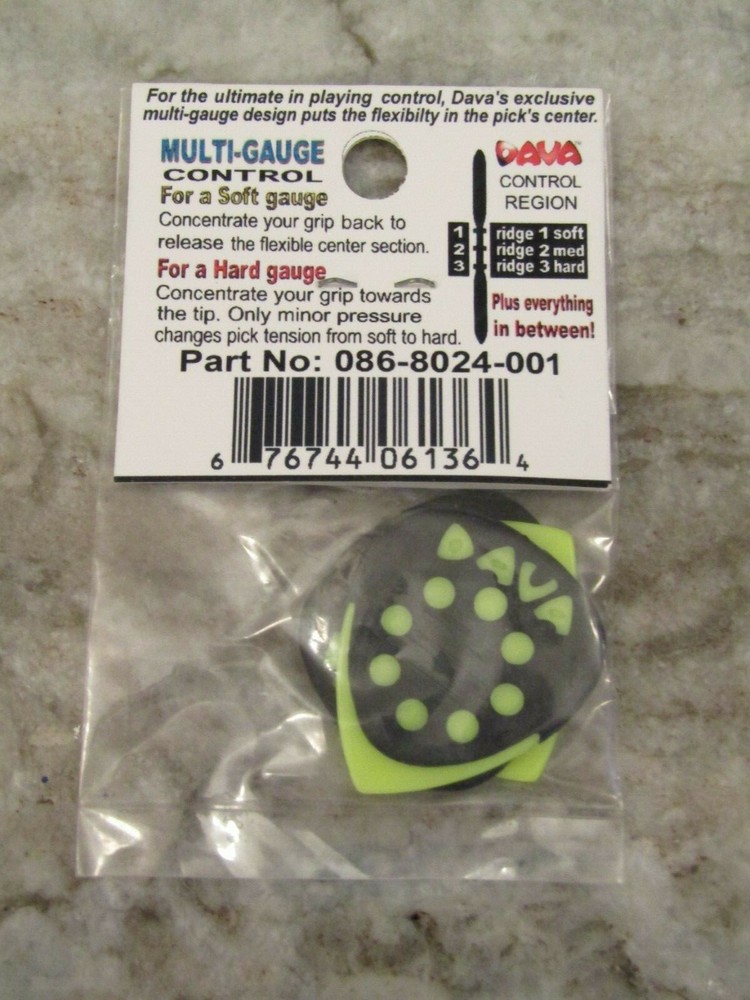 For the ultimate in playing control, Dava's exclusive
multi-gauge design puts the flexibilty in the pick's center.
MULTI-GAUGE
CONTROL
For a Soft gauge
Concentrate your grip back to
release the flexible center section.
For a Hard gauge
Concentrate your grip towards
the tip. Only minor pressure
changes pick tension from soft to hard.
DAVA™
CONTROL
REGION
1 ridge 1 soft
2 ridge 2 med
3 ridge 3 hard
Plus everything
in between!
Part No: 086-8024-001
6 76744 06136 4
DAVA